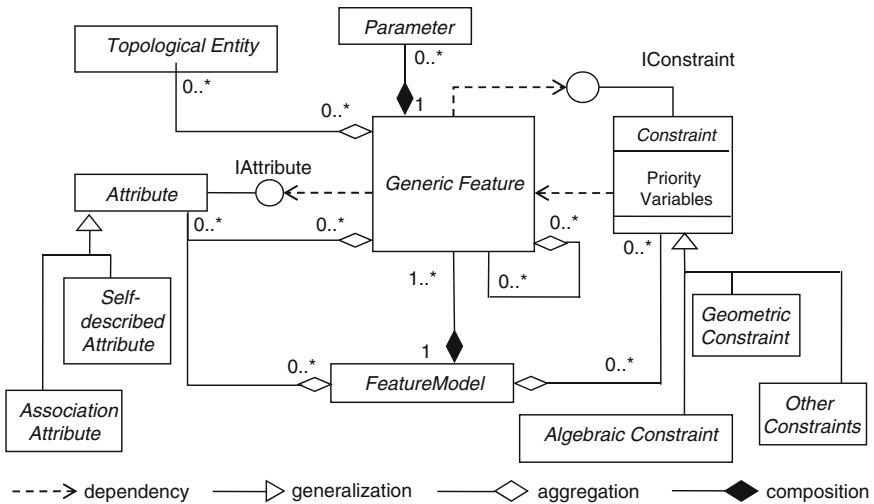 Topological Entity
Parameter
0..*
0..*
IConstraint
0..*
1
Constraint
Priority
Variables
IAttribute
Attribute
Generic Feature
0..*
0..*
0..*
0..*
1..*
0..*
Self-
described
Attribute
Geometric
Constraint
1
0..*
0..*
FeatureModel
Association
Attribute
Algebraic Constraint
Other
Constraints
dependency
generalization
aggregation
composition